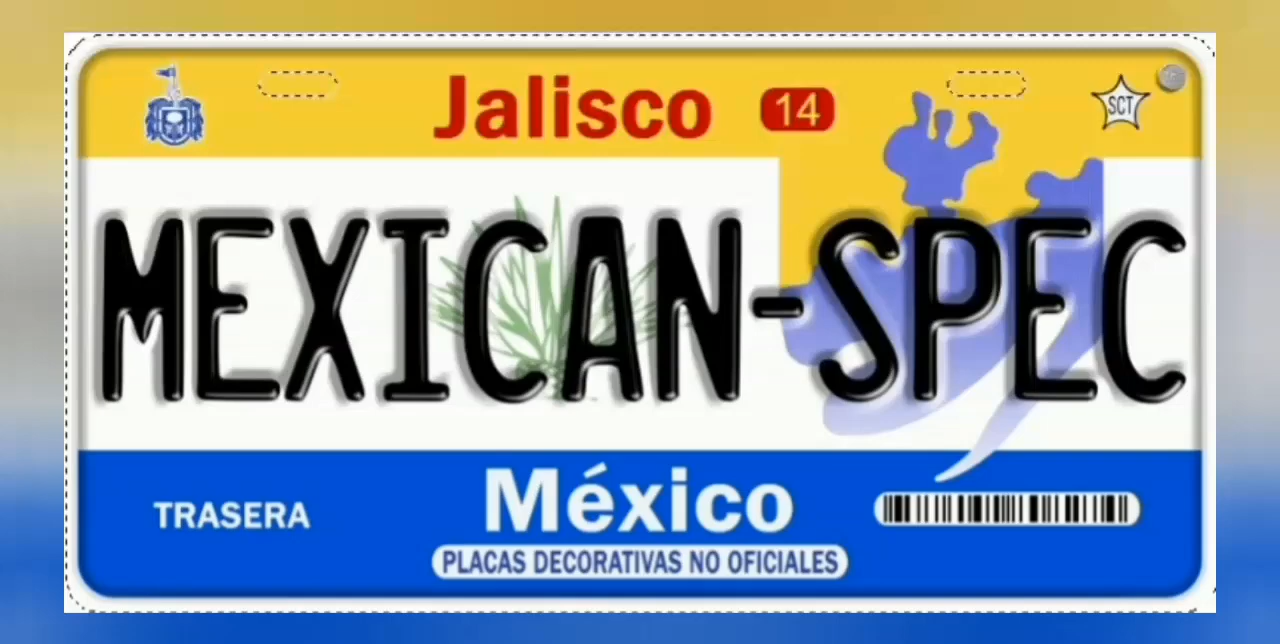 Jalisco 14 SCT
MEXICAN-SPEC
TRASERA
México
PLACAS DECORATIVAS NO OFICIALES